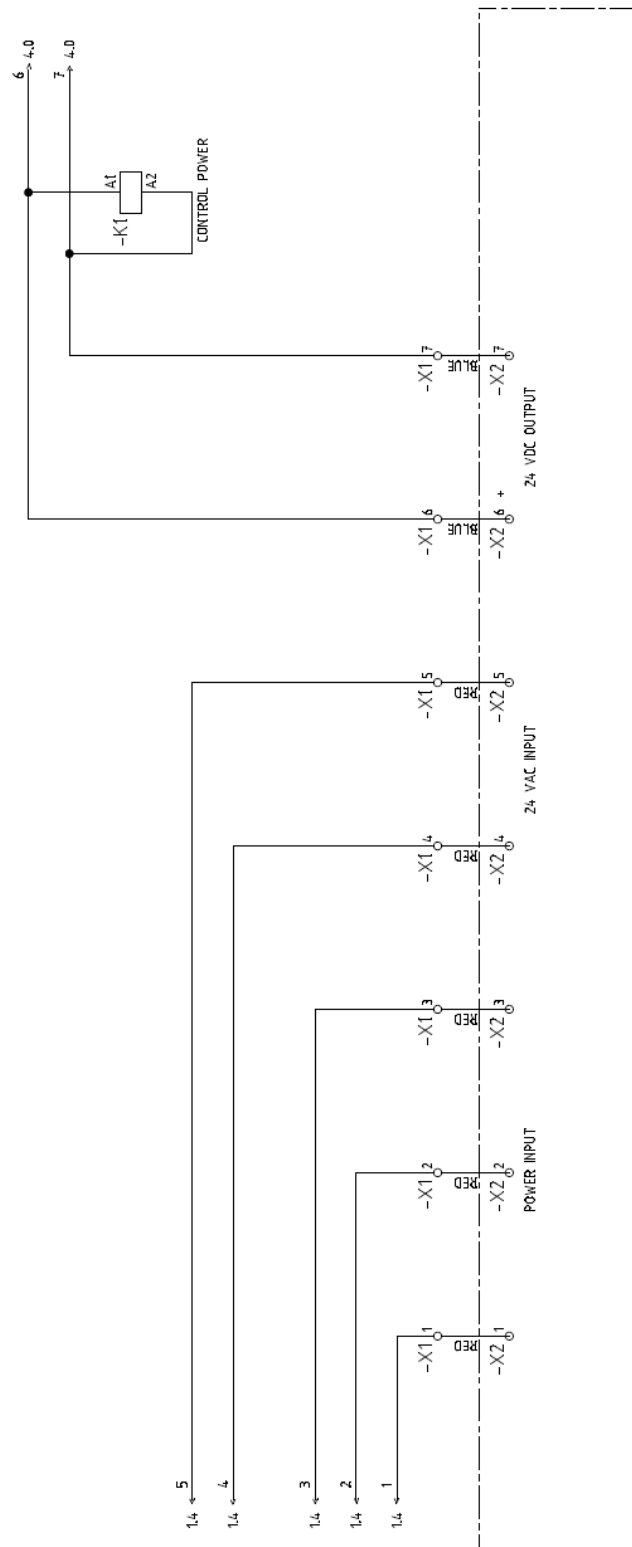 6 4.0
7 4.0
A1
-K1
A2
CONTROL POWER
1.4 5
1.4 4
1.4 3
1.4 2
1.4 1
-X1 1 -X1 2 -X1 3 -X1 4 -X1 5 -X1 6 -X1 7
RED RED RED RED RED BLUE BLUE
-X2 1 -X2 2 -X2 3 -X2 4 -X2 5 -X2 6 + -X2 7
POWER INPUT 24 VAC INPUT 24 VDC OUTPUT